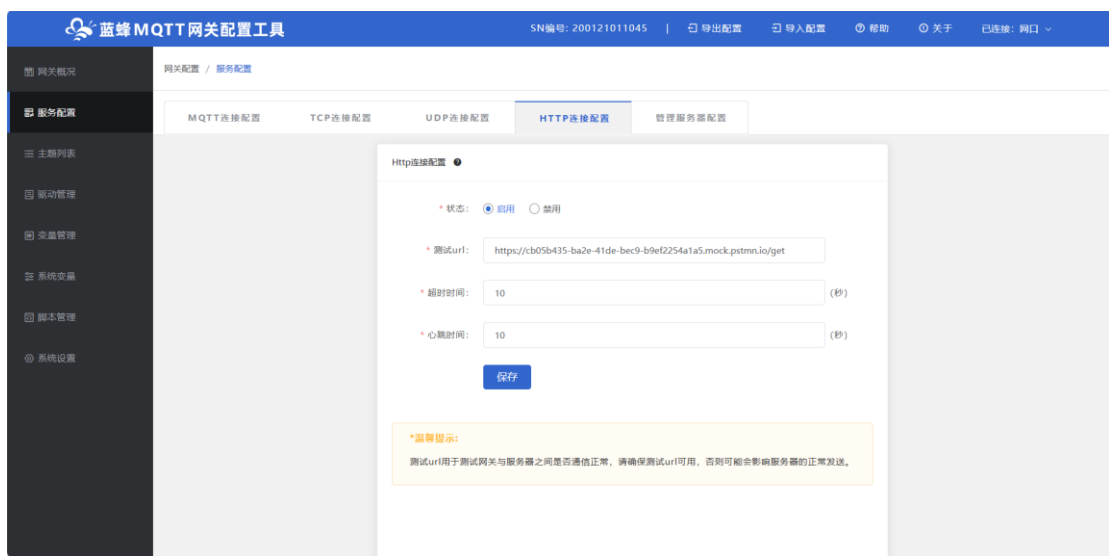 蓝蜂MQTT网关配置工具
SN编号: 200121011045 | 导出配置 导入配置 帮助 关于 已连接: 网口
网关概况
网关配置 / 服务配置
服务配置
MQTT连接配置 TCP连接配置 UDP连接配置 HTTP连接配置 管理服务器配置
主题列表
Http连接配置
驱动管理
* 状态: 启用 禁用
变量管理
* 测试url: https://cb05b435-ba2e-41de-bec9-b9ef2254a1a5.mock.pstmn.io/get
系统变量
* 超时时间: 10 (秒)
脚本管理
* 心跳时间: 10 (秒)
系统设置
保存
*温馨提示:
测试url用于测试网关与服务器之间是否通信正常，请确保测试url可用，否则可能会影响服务器的正常发送。